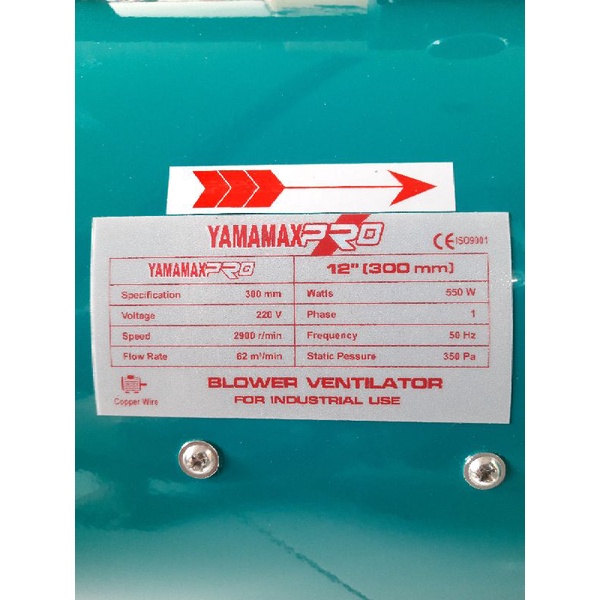 YAMAMAXPRO
CE ISO9001
YAMAMAXPRO 12" (300 mm)
Specification 300 mm Watts 550 W
Voltage 220 V Phase 1
Speed 2900 r/min Frequency 50 Hz
Flow Rate 62 m³/min Static Pessure 350 Pa
BLOWER VENTILATOR
Copper Wire FOR INDUSTRIAL USE